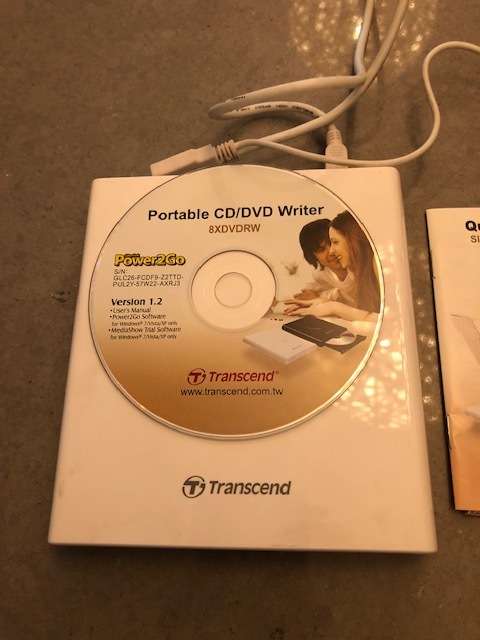 Portable CD/DVD Writer
8XDVDRW
Power2Go
S/N:
GLC26-FCDF9-Z2TTD-
PUL2Y-57W22-AXRJ3
Version 1.2
•User's Manual
•Power2Go Software
for Windows® 7/Vista/XP only
•MediaShow Trial Software
for Windows® 7/Vista/XP only
Transcend®
www.transcend.com.tw
Transcend
Qu